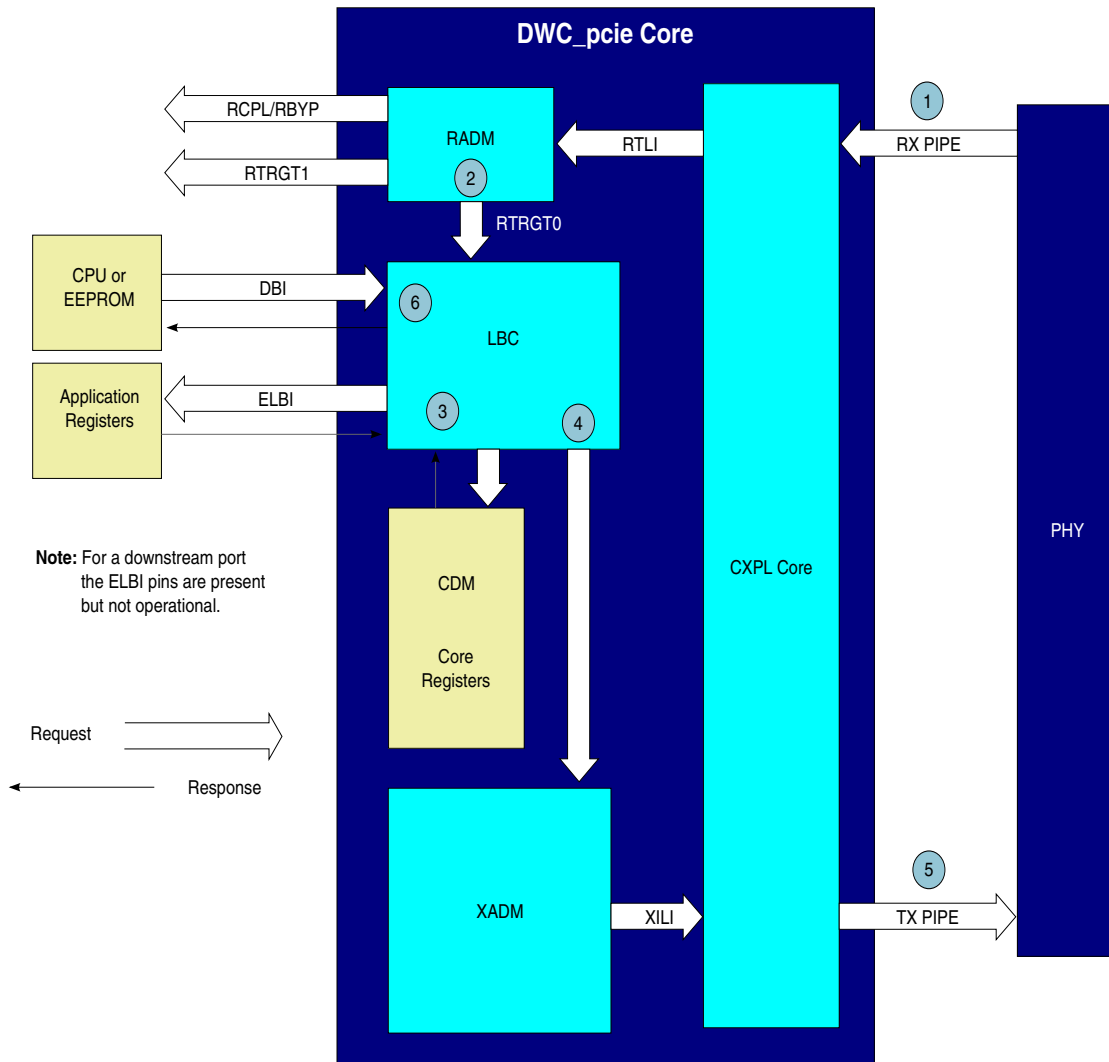 DWC_pcie Core
1
RCPL/RBYP
RADM
RTLI
RX PIPE
RTRGT1
2
RTRGT0
CPU or
EEPROM
DBI
6
LBC
Application
Registers
ELBI
3
4
Note: For a downstream port
the ELBI pins are present
but not operational.
CDM
Core
Registers
CXPL Core
PHY
Request
Response
5
XADM
XILI
TX PIPE